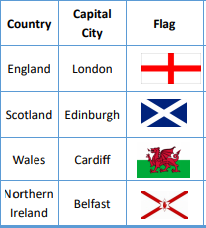 Country Capital City Flag
England London
Scotland Edinburgh
Wales Cardiff
Northern Ireland Belfast